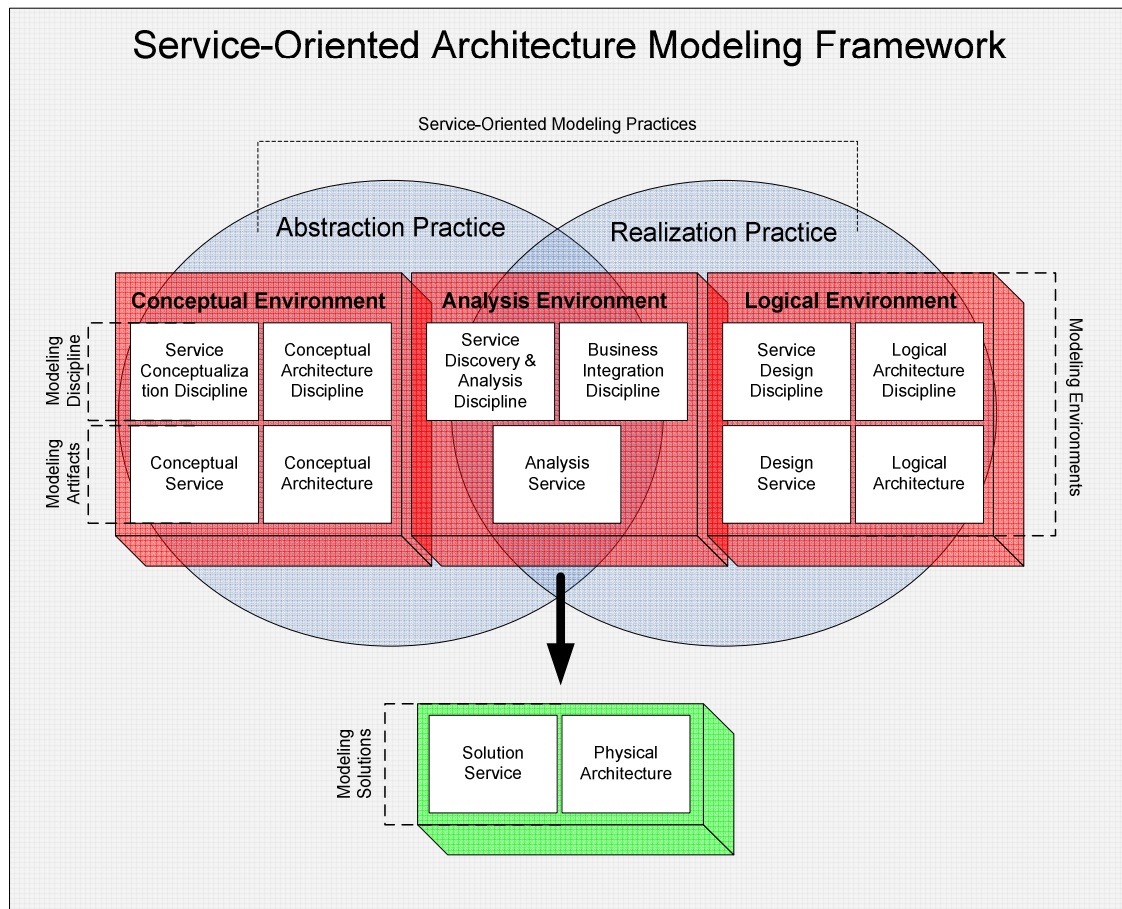 Service-Oriented Architecture Modeling Framework
Service-Oriented Modeling Practices
Abstraction Practice
Realization Practice
Conceptual Environment
Analysis Environment
Logical Environment
Modeling
Discipline
Service
Conceptualiza
tion Discipline
Conceptual
Architecture
Discipline
Service
Discovery &
Analysis
Discipline
Business
Integration
Discipline
Service
Design
Discipline
Logical
Architecture
Discipline
Modeling Environments
Modeling
Artifacts
Conceptual
Service
Conceptual
Architecture
Analysis
Service
Design
Service
Logical
Architecture
Modeling
Solutions
Solution
Service
Physical
Architecture